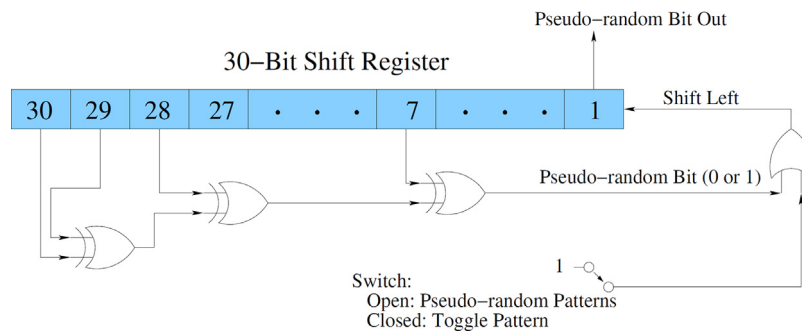 Pseudo-random Bit Out
30-Bit Shift Register
30 29 28 27 · · · 7 · · · 1
Shift Left
Pseudo-random Bit (0 or 1)
1
Switch:
Open: Pseudo-random Patterns
Closed: Toggle Pattern